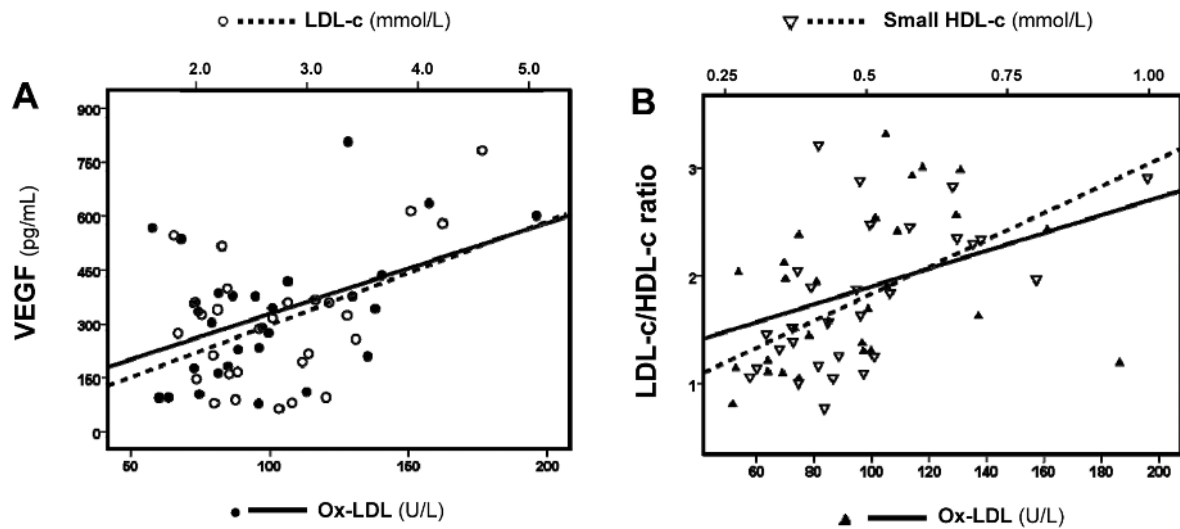 LDL-c (mmol/L)
2.0 3.0 4.0 5.0
A
VEGF (pg/mL)
900
750
600
450
300
150
0
50 100 150 200
Ox-LDL (U/L)
Small HDL-c (mmol/L)
0.25 0.5 0.75 1.00
B
LDL-c/HDL-c ratio
3
2
1
60 80 100 120 140 160 180 200
Ox-LDL (U/L)